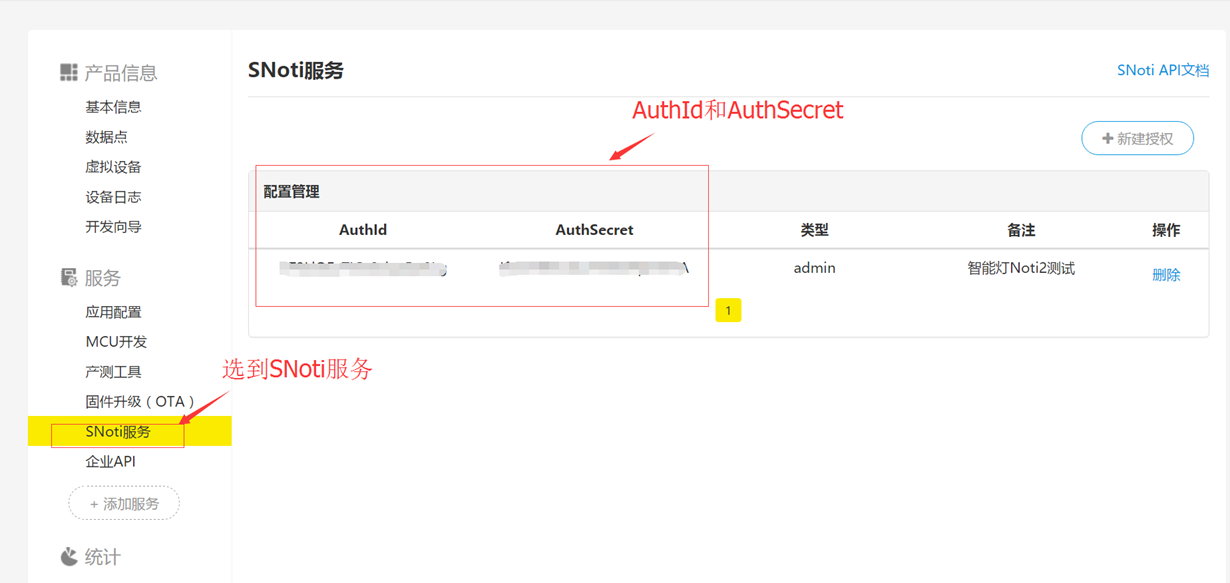 产品信息
基本信息
数据点
虚拟设备
设备日志
开发向导
服务
应用配置
MCU开发
产测工具
固件升级（OTA）
SNoti服务
企业API
+ 添加服务
统计
选到SNoti服务
SNoti服务
SNoti API文档
AuthId和AuthSecret
新建授权
配置管理
AuthId AuthSecret 类型 备注 操作
admin 智能灯Noti2测试 删除
1